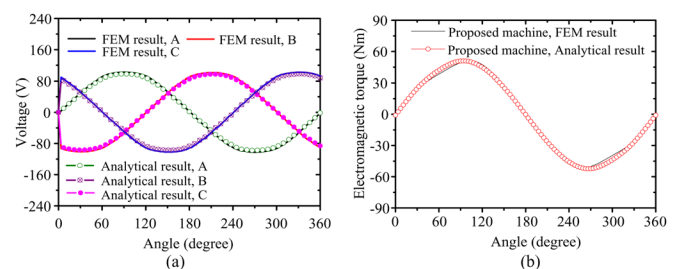 240
160
80
0
-80
-160
-240
Voltage (V)
FEM result, A
FEM result, B
FEM result, C
Analytical result, A
Analytical result, B
Analytical result, C
0 60 120 180 240 300 360
Angle (degree)
(a)
90
60
30
0
-30
-60
-90
Electromagnetic torque (Nm)
Proposed machine, FEM result
Proposed machine, Analytical result
0 60 120 180 240 300 360
Angle (degree)
(b)